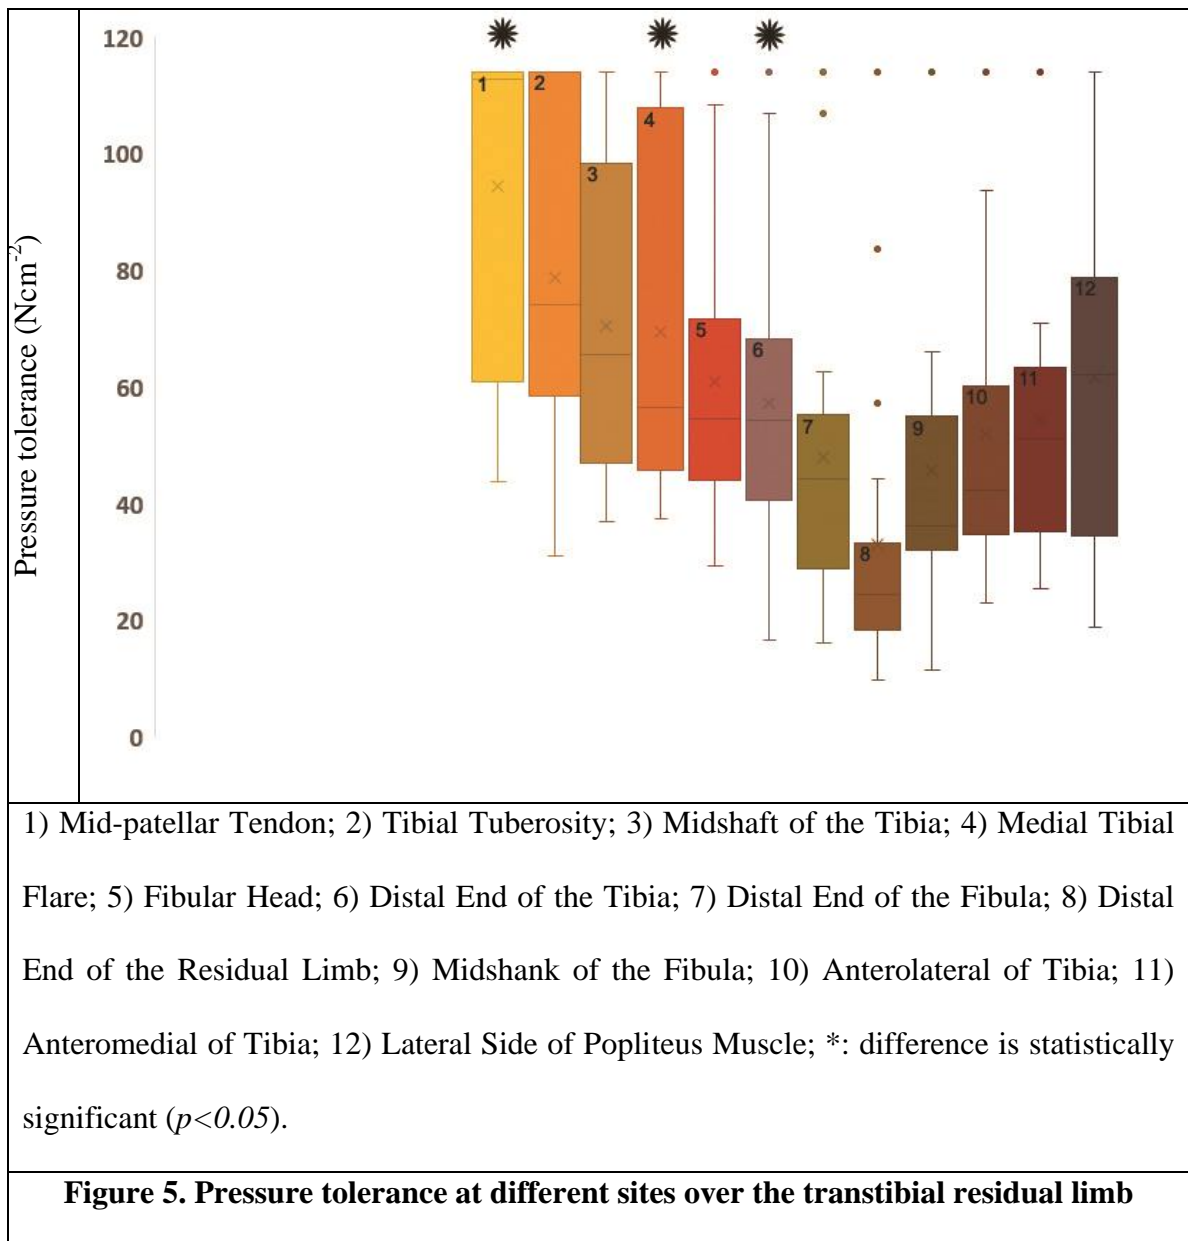 Pressure tolerance (Ncm-2)
120
100
80
60
40
20
0
1
2
3
4
5
6
7
8
9
10
11
12
1) Mid-patellar Tendon; 2) Tibial Tuberosity; 3) Midshaft of the Tibia; 4) Medial Tibial
Flare; 5) Fibular Head; 6) Distal End of the Tibia; 7) Distal End of the Fibula; 8) Distal
End of the Residual Limb; 9) Midshank of the Fibula; 10) Anterolateral of Tibia; 11)
Anteromedial of Tibia; 12) Lateral Side of Popliteus Muscle; *: difference is statistically
significant (p<0.05).
Figure 5. Pressure tolerance at different sites over the transtibial residual limb